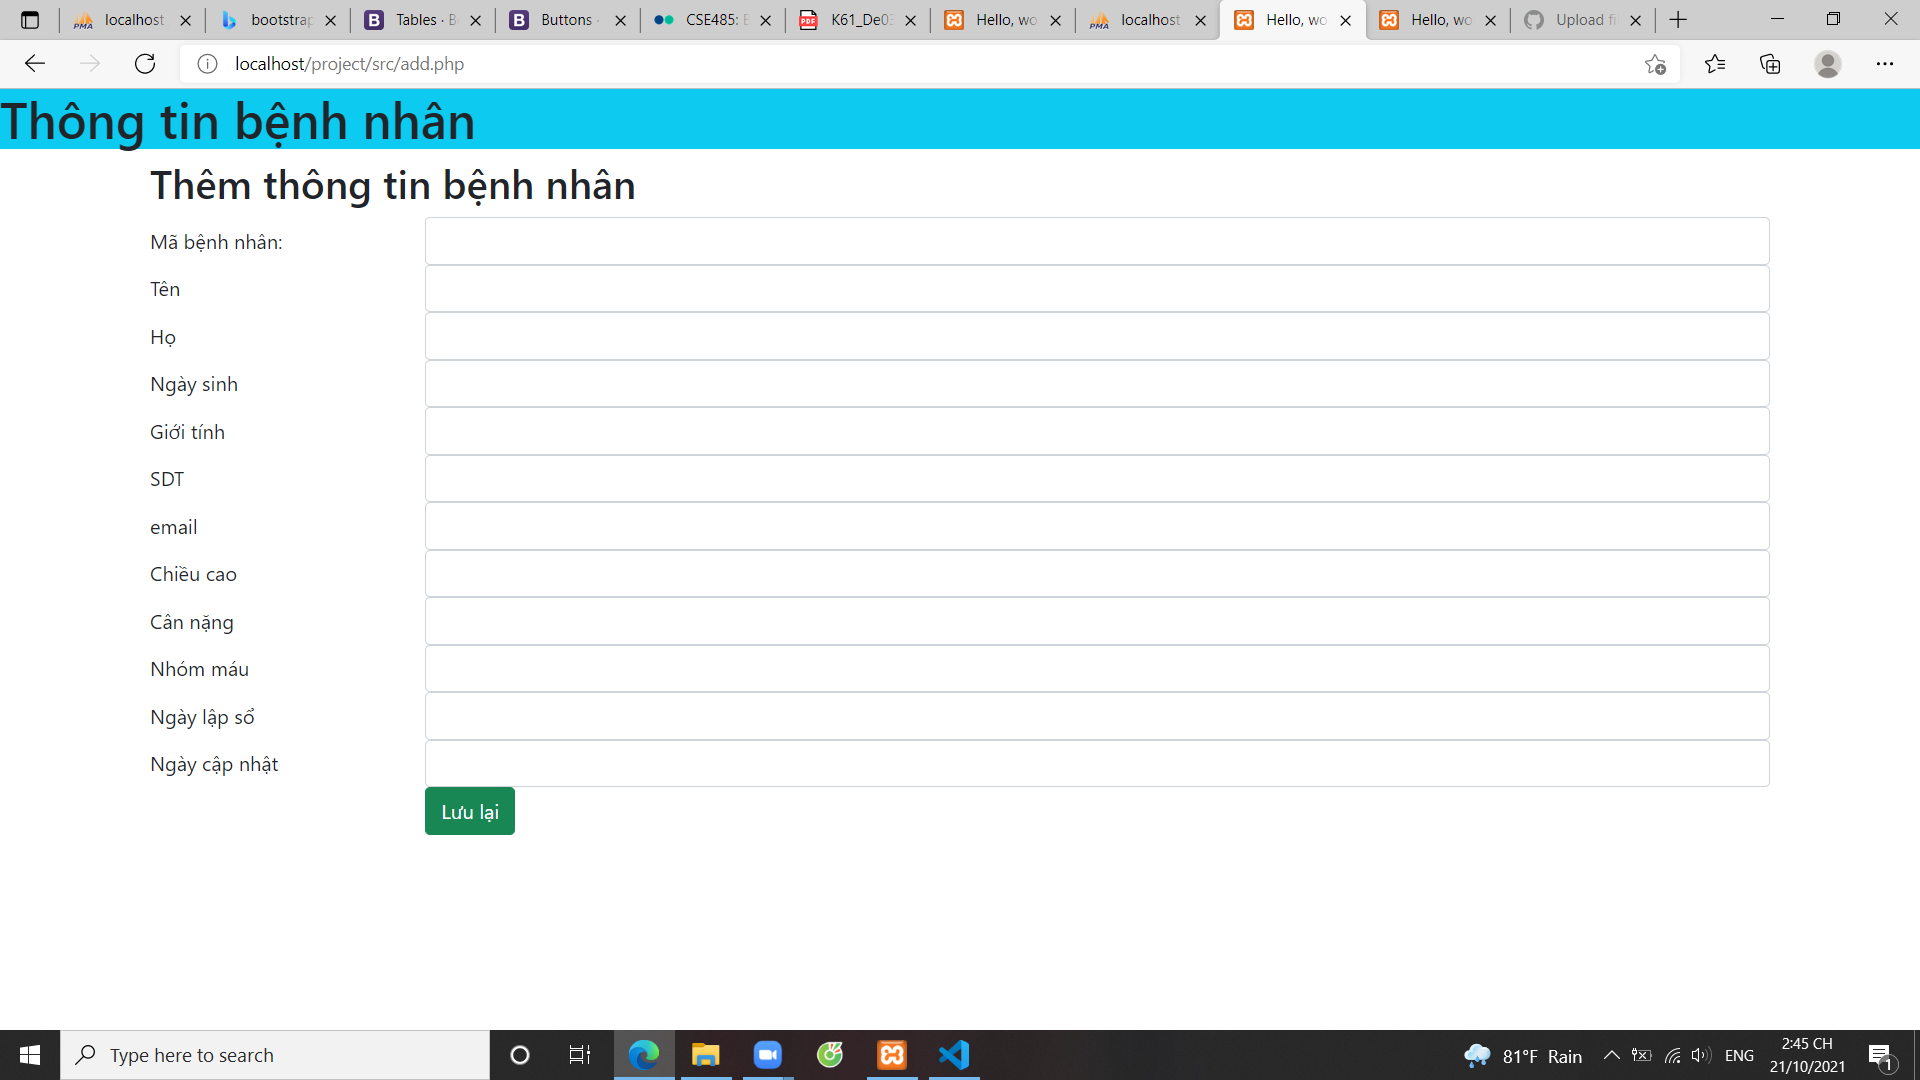 localhost
bootstrap
Tables · B
Buttons ·
CSE485: B
PDF K61_De03
Hello, wo
localhost
Hello, wo
Hello, wo
Upload fi
localhost/project/src/add.php
Thông tin bệnh nhân
Thêm thông tin bệnh nhân
Mã bệnh nhân:
Tên
Họ
Ngày sinh
Giới tính
SDT
email
Chiều cao
Cân nặng
Nhóm máu
Ngày lập sổ
Ngày cập nhật
Lưu lại
Type here to search
81°F Rain
ENG
2:45 CH
21/10/2021
1